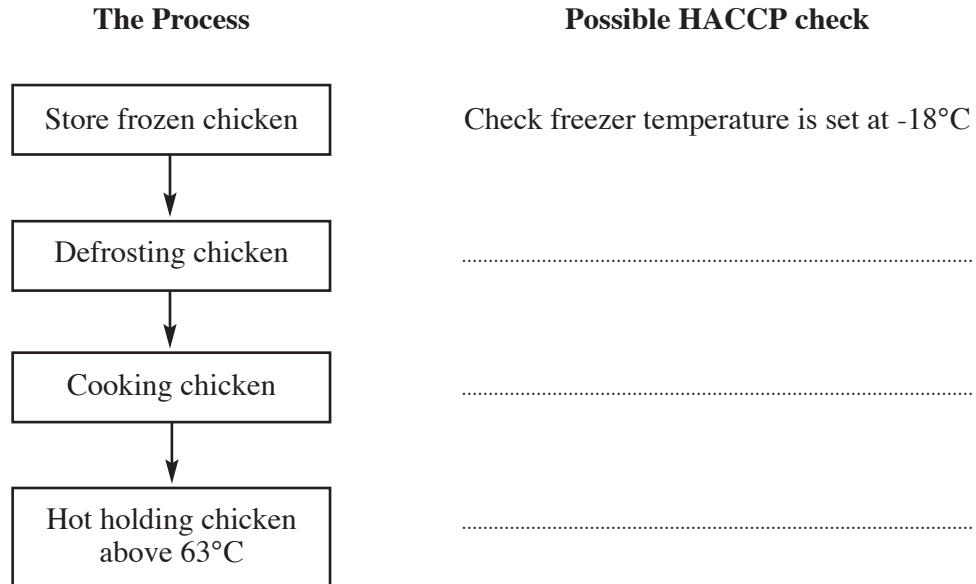 The Process
Possible HACCP check
Store frozen chicken
Check freezer temperature is set at -18°C
Defrosting chicken
................................................................................................
Cooking chicken
................................................................................................
Hot holding chicken
above 63°C
................................................................................................